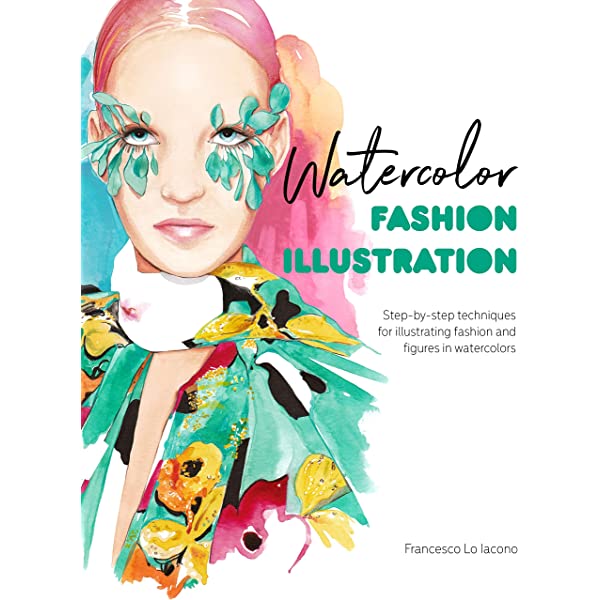 Watercolor
FASHION
ILLUSTRATION
Step-by-step techniques
for illustrating fashion and
figures in watercolors
Francesco Lo Iacono